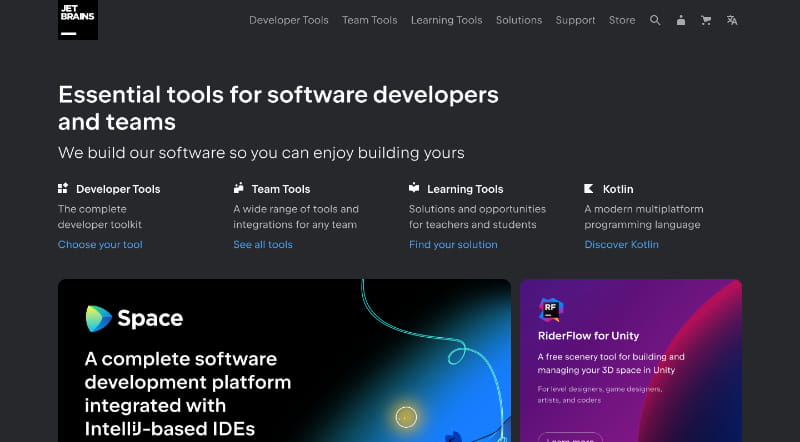 JET
BRAINS
Developer Tools Team Tools Learning Tools Solutions Support Store
Essential tools for software developers
and teams
We build our software so you can enjoy building yours
Developer Tools
The complete
developer toolkit
Choose your tool
Team Tools
A wide range of tools and
integrations for any team
See all tools
Learning Tools
Solutions and opportunities
for teachers and students
Find your solution
Kotlin
A modern multiplatform
programming language
Discover Kotlin
Space
A complete software
development platform
integrated with
IntelliJ-based IDEs
RF
RiderFlow for Unity
A free scenery tool for building and
managing your 3D space in Unity
For level designers, game designers,
artists, and coders
Learn more